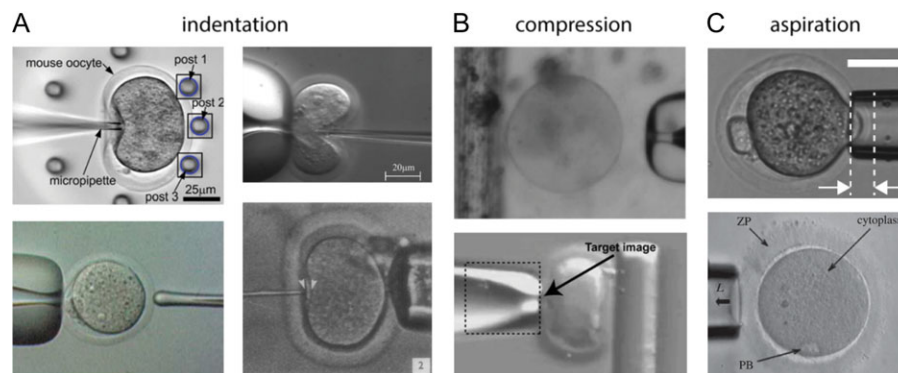 A indentation
B compression
C aspiration
mouse oocyte
post 1
post 2
post 3
micropipette
25µm
20µm
2
Target image
ZP
cytoplasm
L
PB